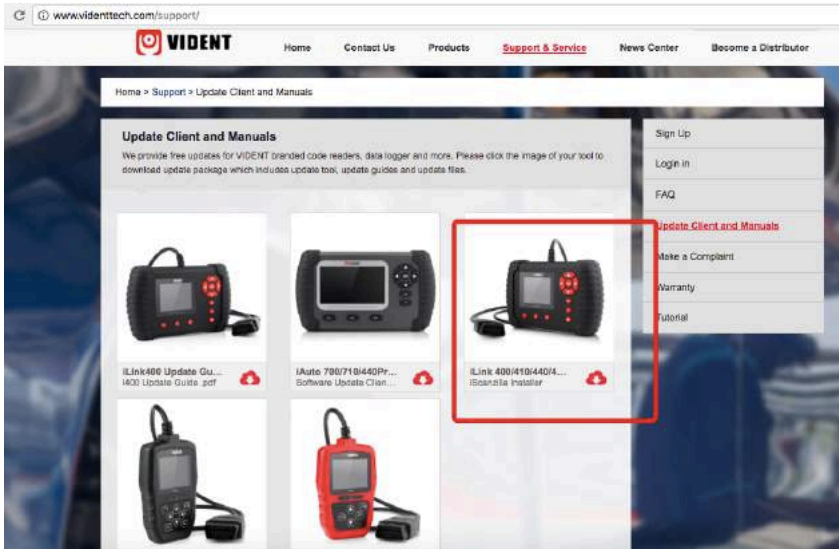 www.videnttech.com/support/
VIDENT
Home Contact Us Products Support & Service News Center Become a Distributor
Home > Support > Update Client and Manuals
Update Client and Manuals
We provide free updates for VIDENT branded code readers, data logger and more. Please click the image of your tool to
download update package which includes update tool, update guides and update files.
Sign Up
Login in
FAQ
Update Client and Manuals
Make a Complaint
Warranty
Tutorial
iLink400 Update Gu...
i400 Update Guide .pdf
iAuto 700/710/440Pr...
Software Update Clien...
iLink 400/410/440/4...
iScanzilla Installer